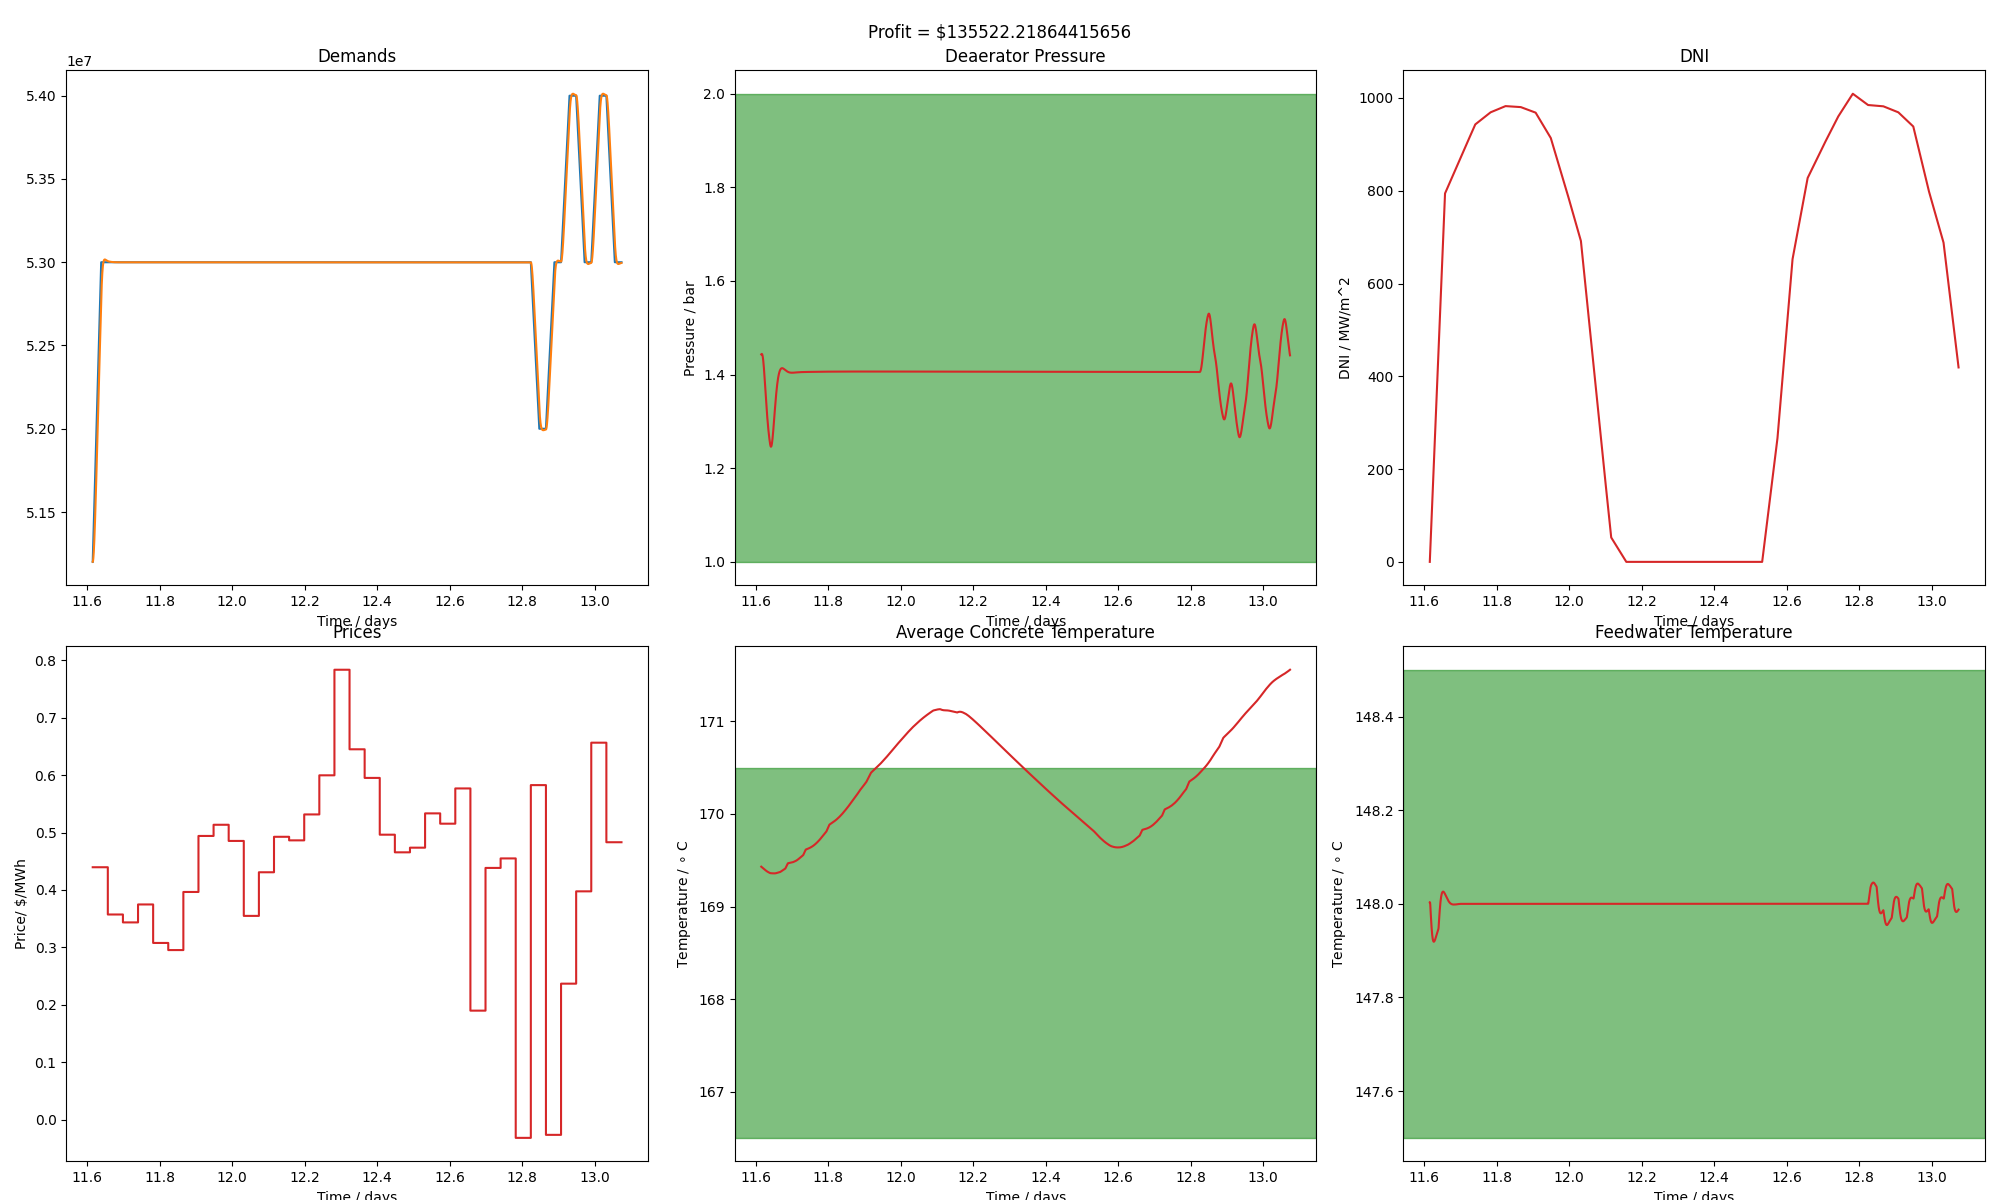 Profit = $135522.21864415656
Demands
1e7
5.40
5.35
5.30
5.25
5.20
5.15
11.6 11.8 12.0 12.2 12.4 12.6 12.8 13.0
Time / days
Deaerator Pressure
Pressure / bar
2.0
1.8
1.6
1.4
1.2
1.0
11.6 11.8 12.0 12.2 12.4 12.6 12.8 13.0
Time / days
DNI
DNI / MW/m^2
1000
800
600
400
200
0
11.6 11.8 12.0 12.2 12.4 12.6 12.8 13.0
Time / days
Prices
Price/ $/MWh
0.8
0.7
0.6
0.5
0.4
0.3
0.2
0.1
0.0
11.6 11.8 12.0 12.2 12.4 12.6 12.8 13.0
Time / days
Average Concrete Temperature
Temperature / ∘ C
171
170
169
168
167
11.6 11.8 12.0 12.2 12.4 12.6 12.8 13.0
Time / days
Feedwater Temperature
Temperature / ∘ C
148.4
148.2
148.0
147.8
147.6
11.6 11.8 12.0 12.2 12.4 12.6 12.8 13.0
Time / days